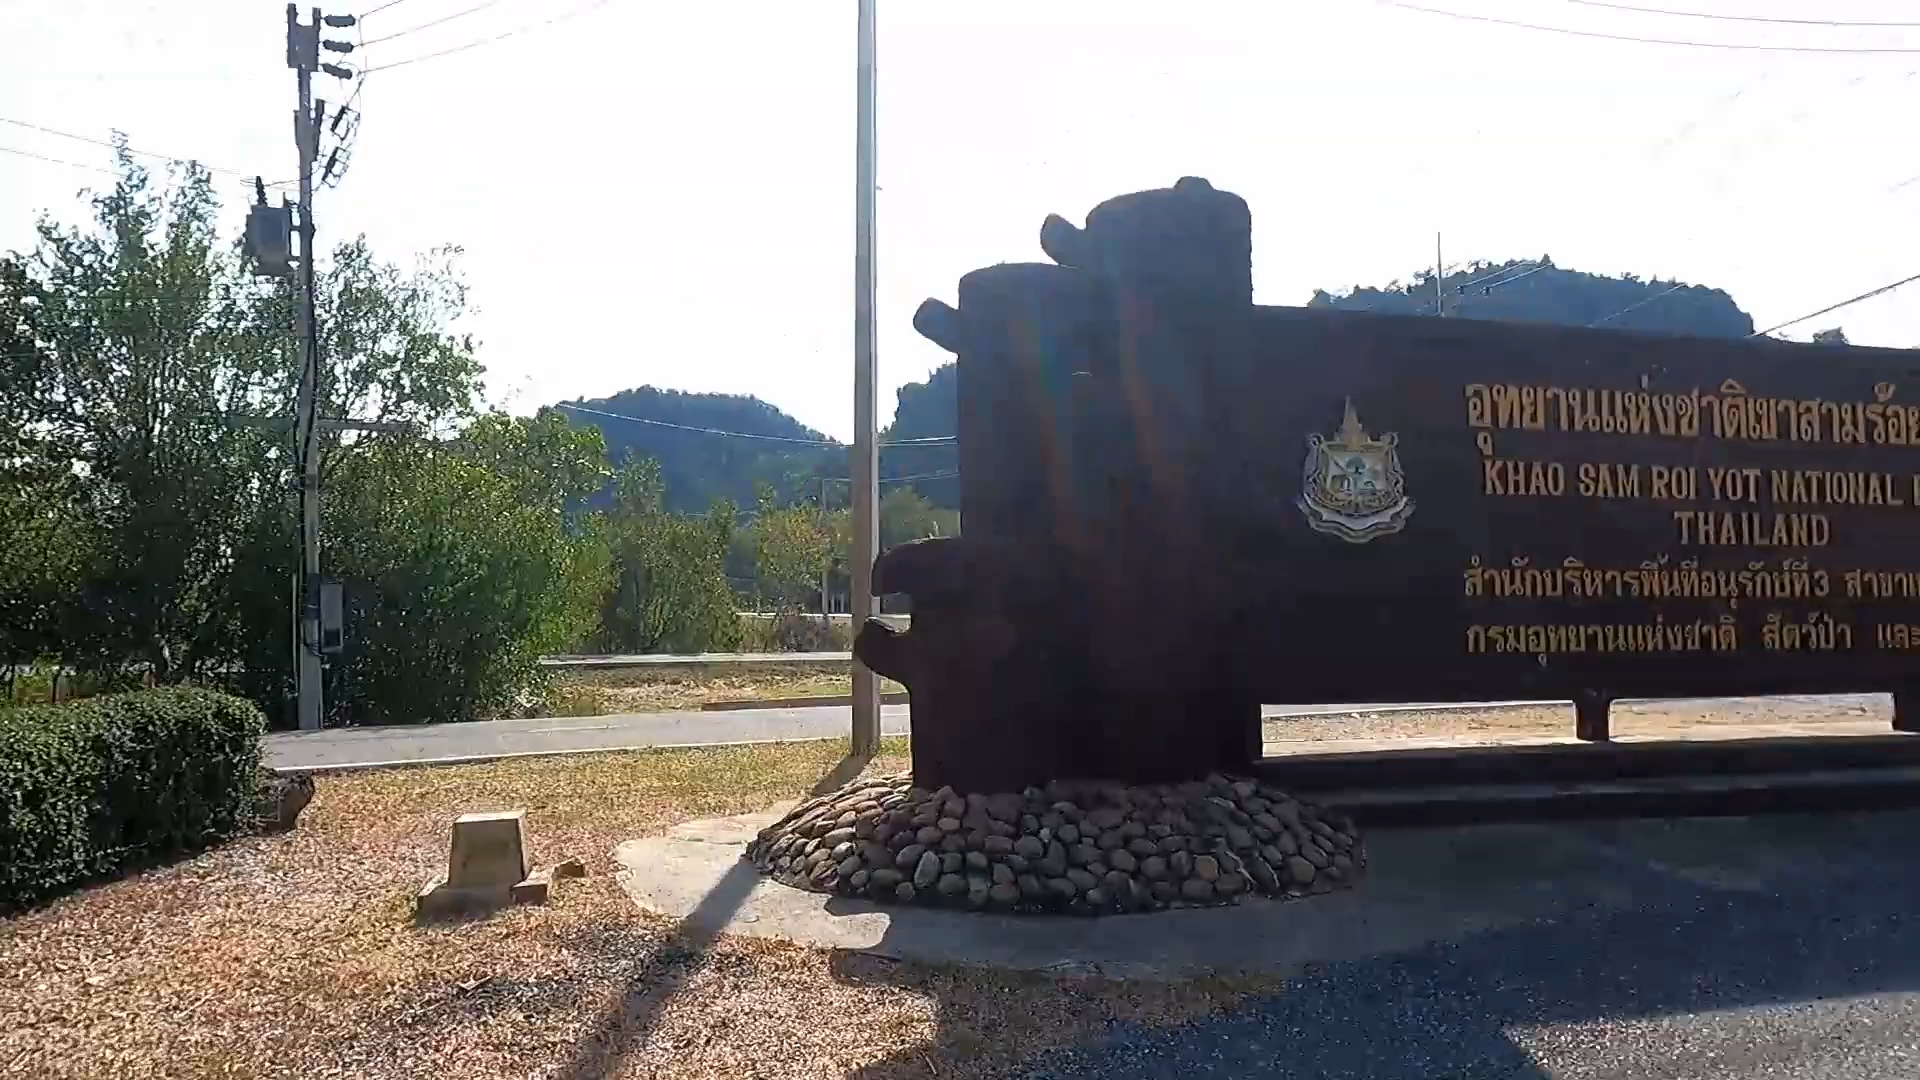 อุทยานแห่งชาติเขาสามร้อย
KHAO SAM ROI YOT NATIONAL
THAILAND
สำนักบริหารพื้นที่อนุรักษ์ที่3 สาขา
กรมอุทยานแห่งชาติ สัตว์ป่า และ